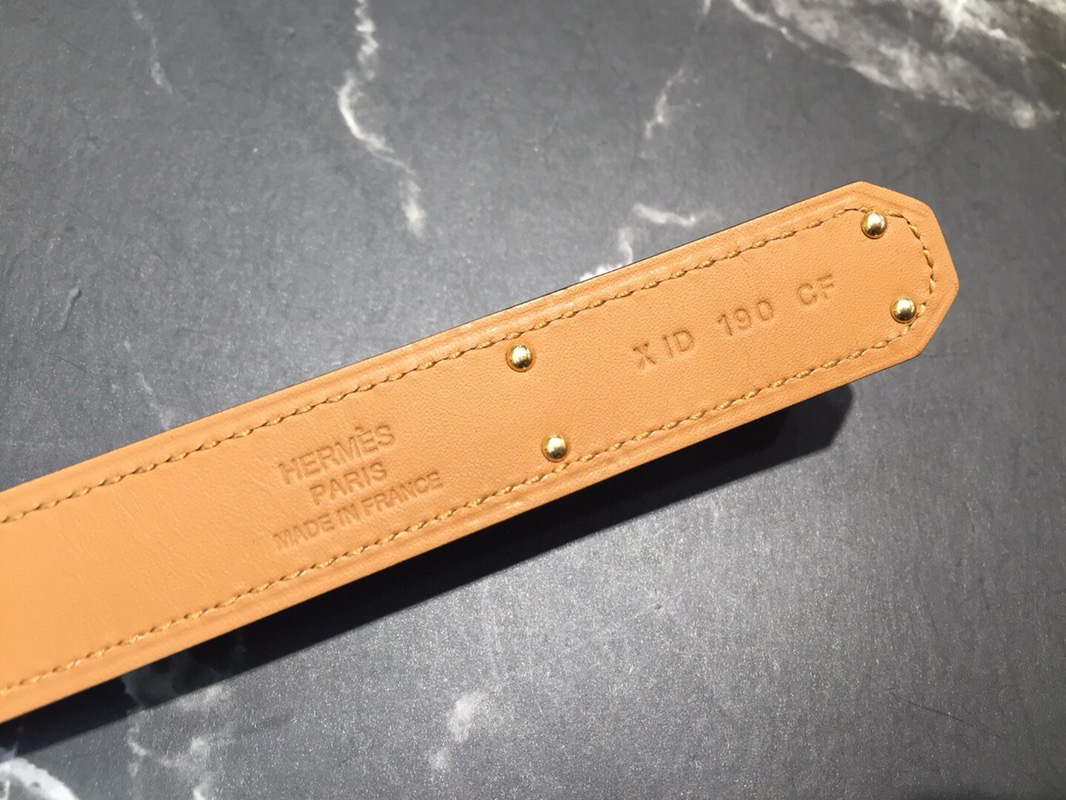 HERMÈS
PARIS
MADE IN FRANCE
X ID 190 CF